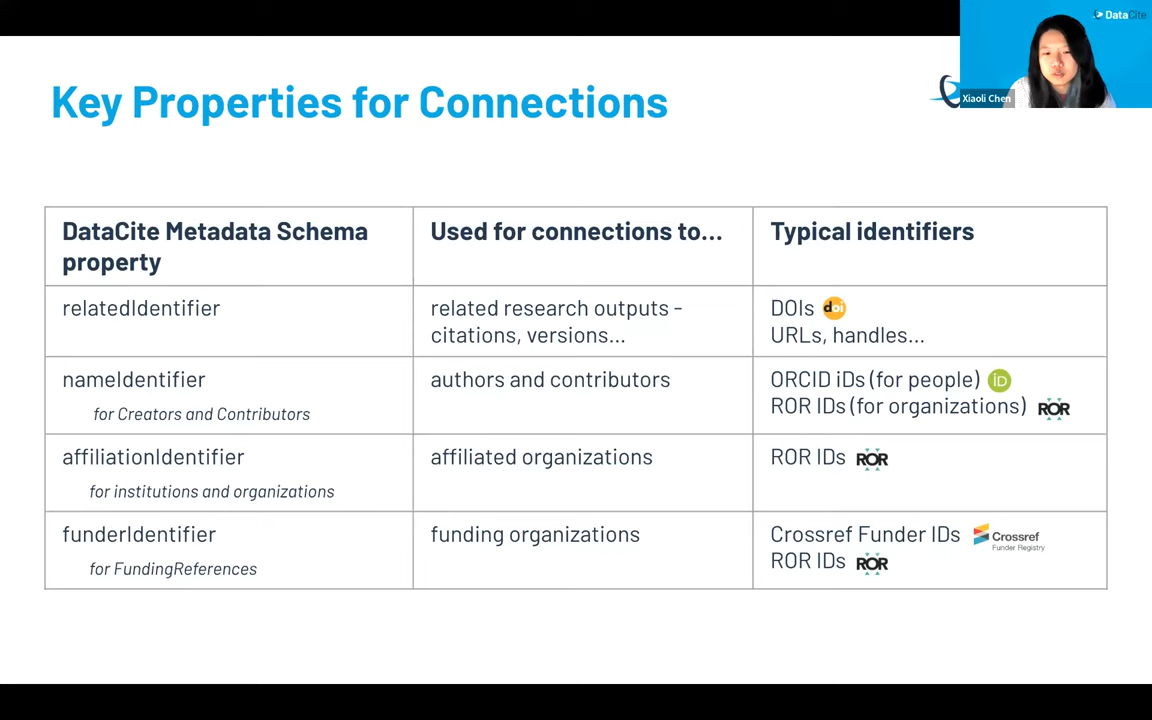 DataCite
Key Properties for Connections
Xiaoli Chen
DataCite Metadata Schema property
Used for connections to...
Typical identifiers
relatedIdentifier
related research outputs -
citations, versions...
DOIs doi
URLs, handles...
nameIdentifier
for Creators and Contributors
authors and contributors
ORCID iDs (for people) iD
ROR IDs (for organizations) ROR
affiliationIdentifier
for institutions and organizations
affiliated organizations
ROR IDs ROR
funderIdentifier
for FundingReferences
funding organizations
Crossref Funder IDs Crossref
Funder Registry
ROR IDs ROR